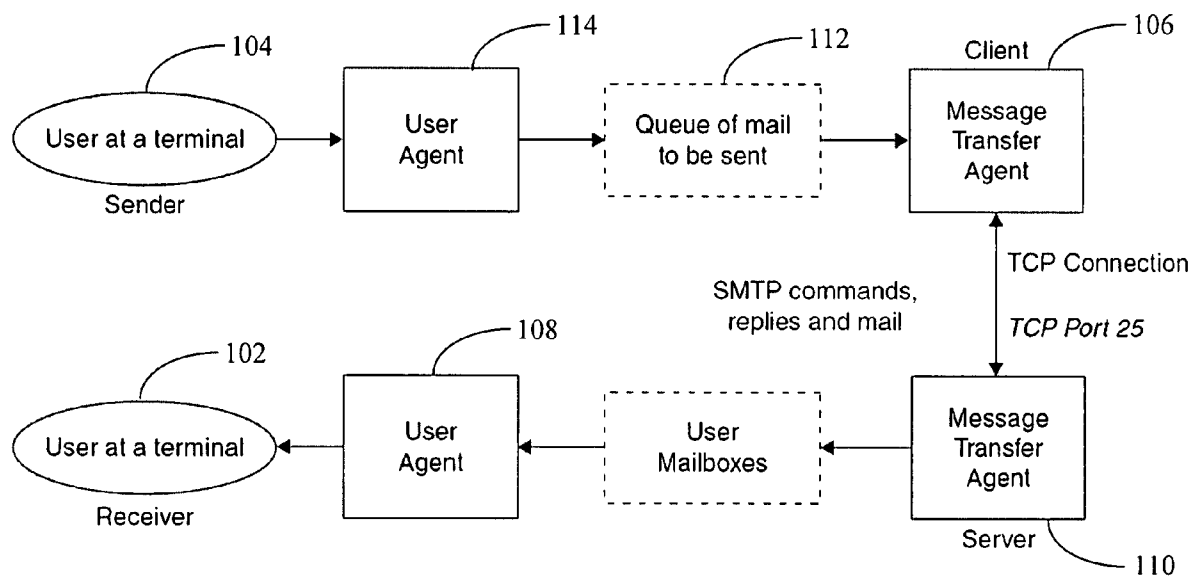 104
114
112
Client
106
User at a terminal
User
Agent
Queue of mail
to be sent
Message
Transfer
Agent
Sender
TCP Connection
SMTP commands,
replies and mail
TCP Port 25
102
108
User at a terminal
User
Agent
User
Mailboxes
Message
Transfer
Agent
Receiver
Server
110